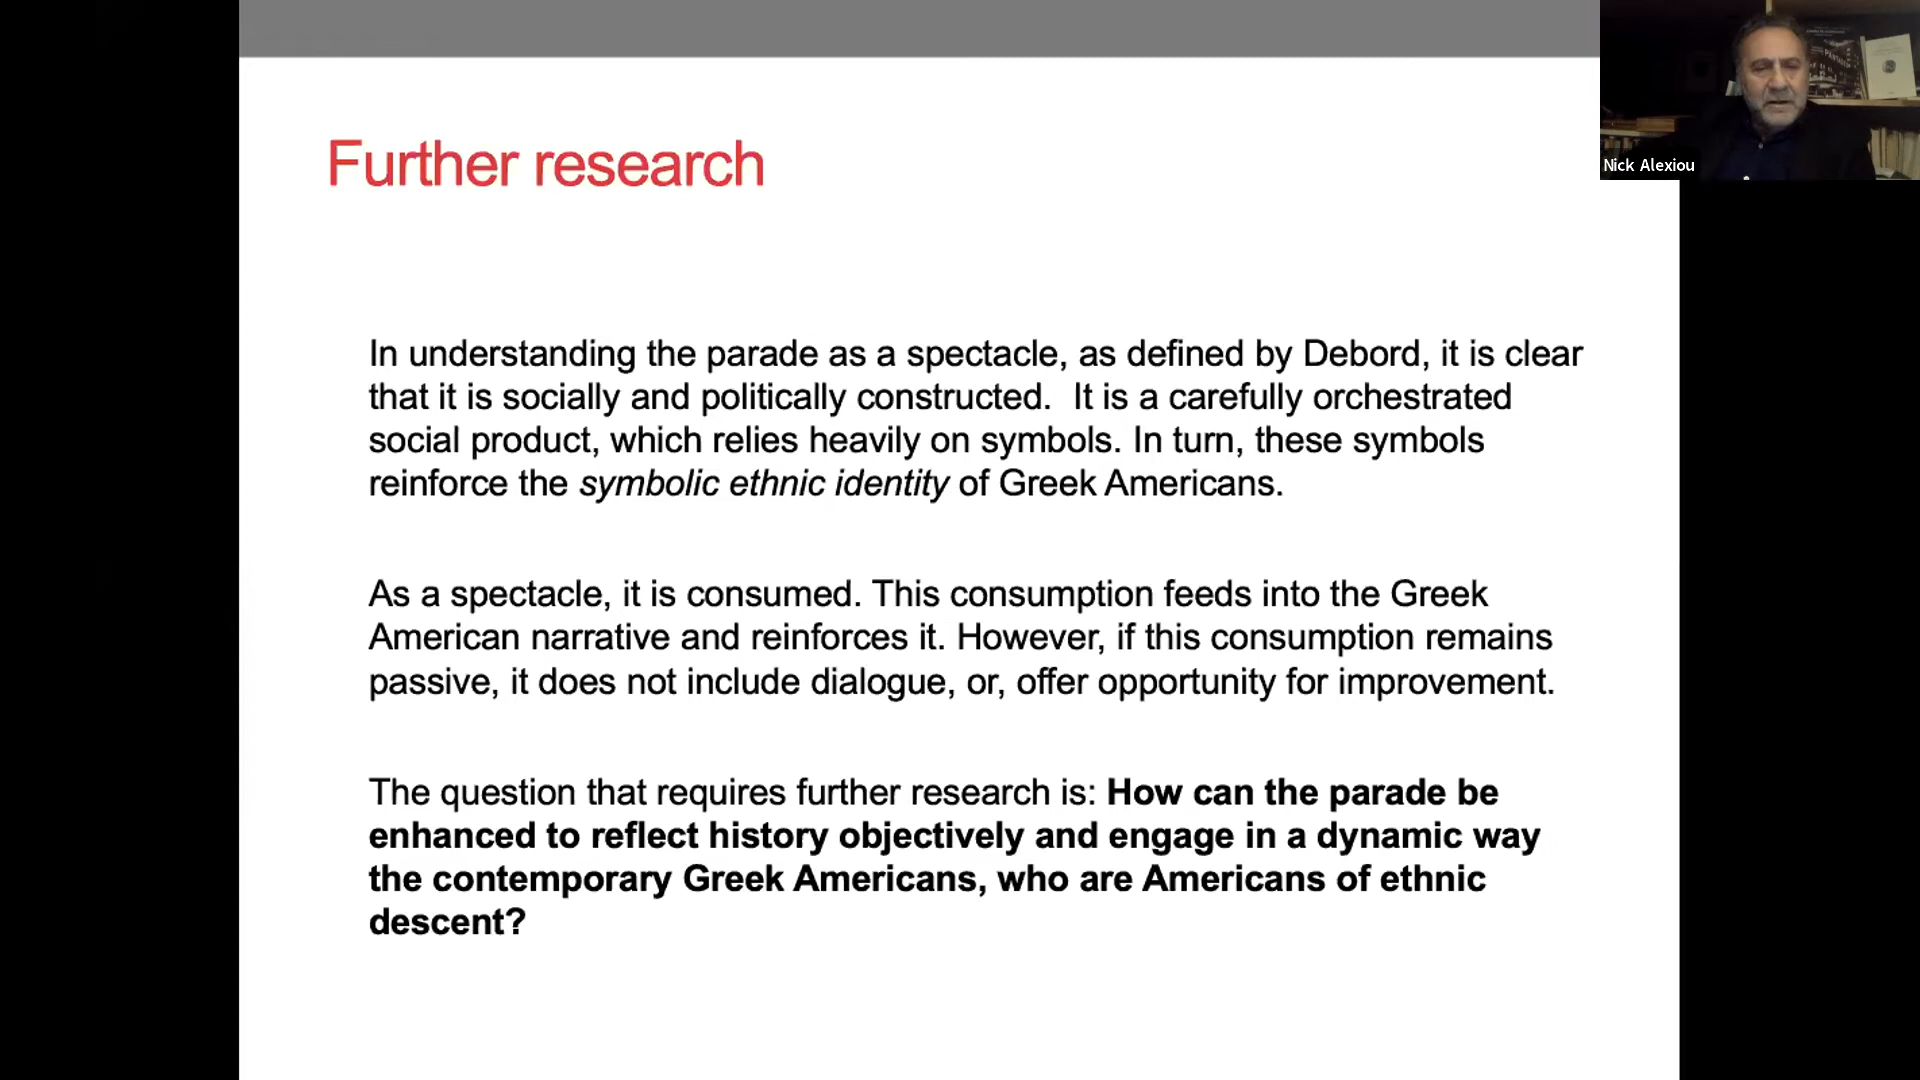 Further research
In understanding the parade as a spectacle, as defined by Debord, it is clear
that it is socially and politically constructed.  It is a carefully orchestrated
social product, which relies heavily on symbols. In turn, these symbols
reinforce the symbolic ethnic identity of Greek Americans.
As a spectacle, it is consumed. This consumption feeds into the Greek
American narrative and reinforces it. However, if this consumption remains
passive, it does not include dialogue, or, offer opportunity for improvement.
The question that requires further research is: How can the parade be
enhanced to reflect history objectively and engage in a dynamic way
the contemporary Greek Americans, who are Americans of ethnic
descent?
Nick Alexiou